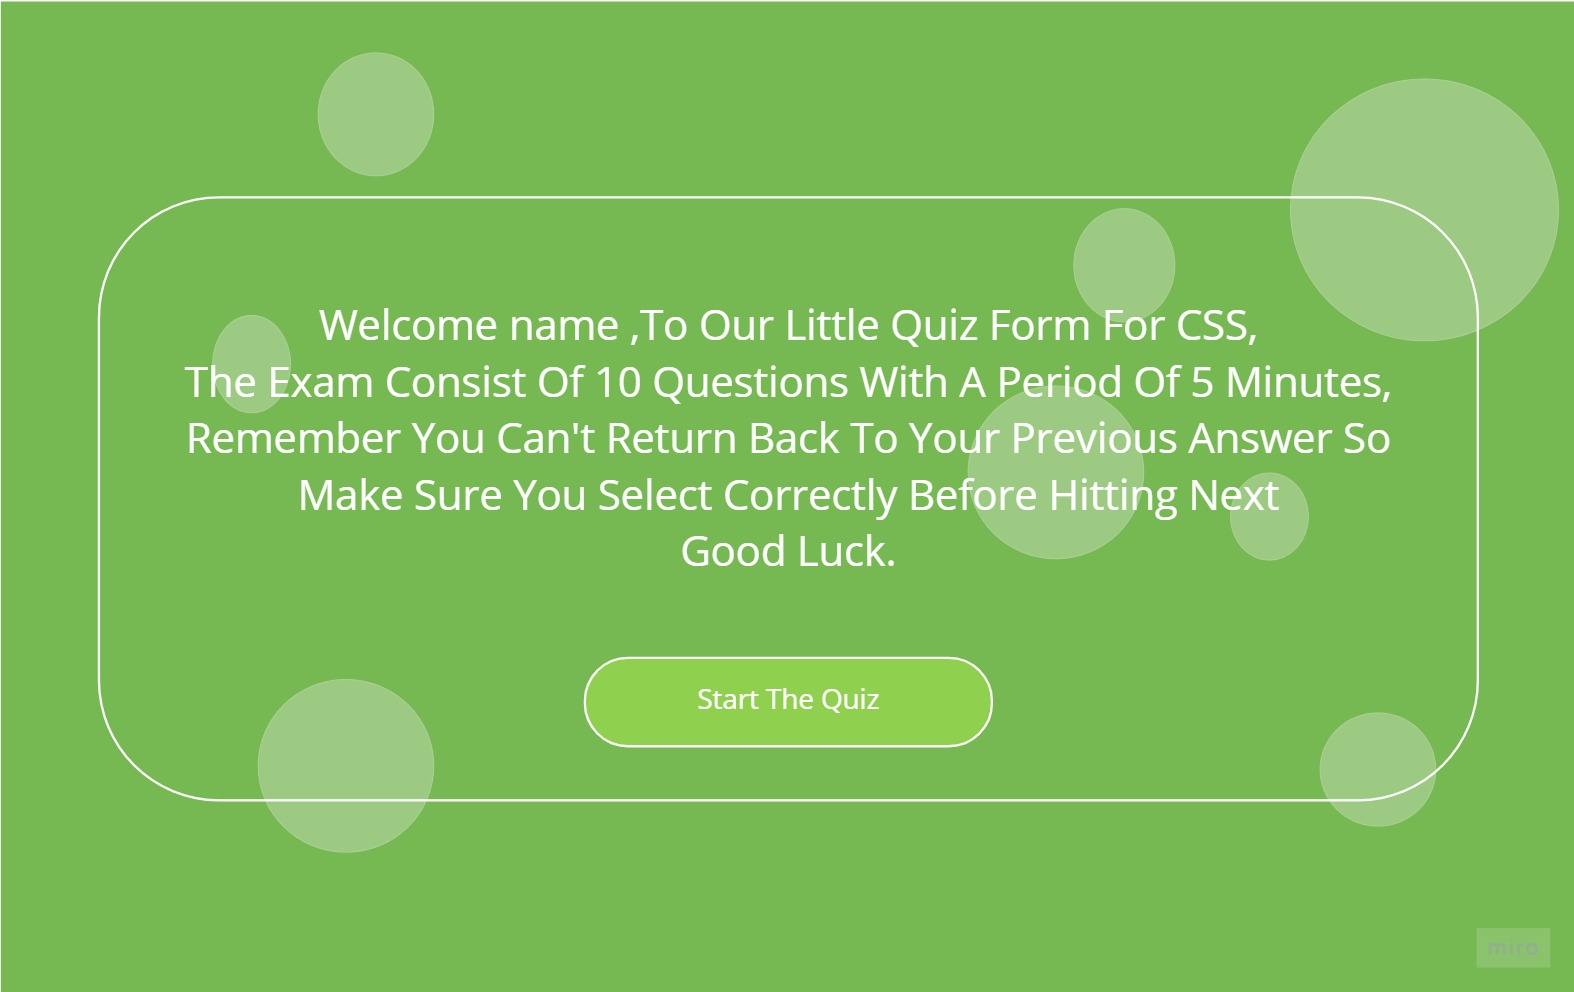 Welcome name ,To Our Little Quiz Form For CSS,
The Exam Consist Of 10 Questions With A Period Of 5 Minutes,
Remember You Can't Return Back To Your Previous Answer So
Make Sure You Select Correctly Before Hitting Next
Good Luck.
Start The Quiz
miro